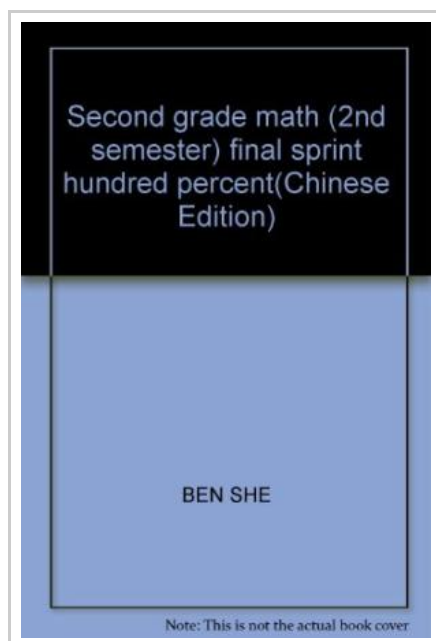 Second grade math (2nd
semester) final sprint
hundred percent(Chinese
Edition)
BEN SHE
Note: This is not the actual book cover